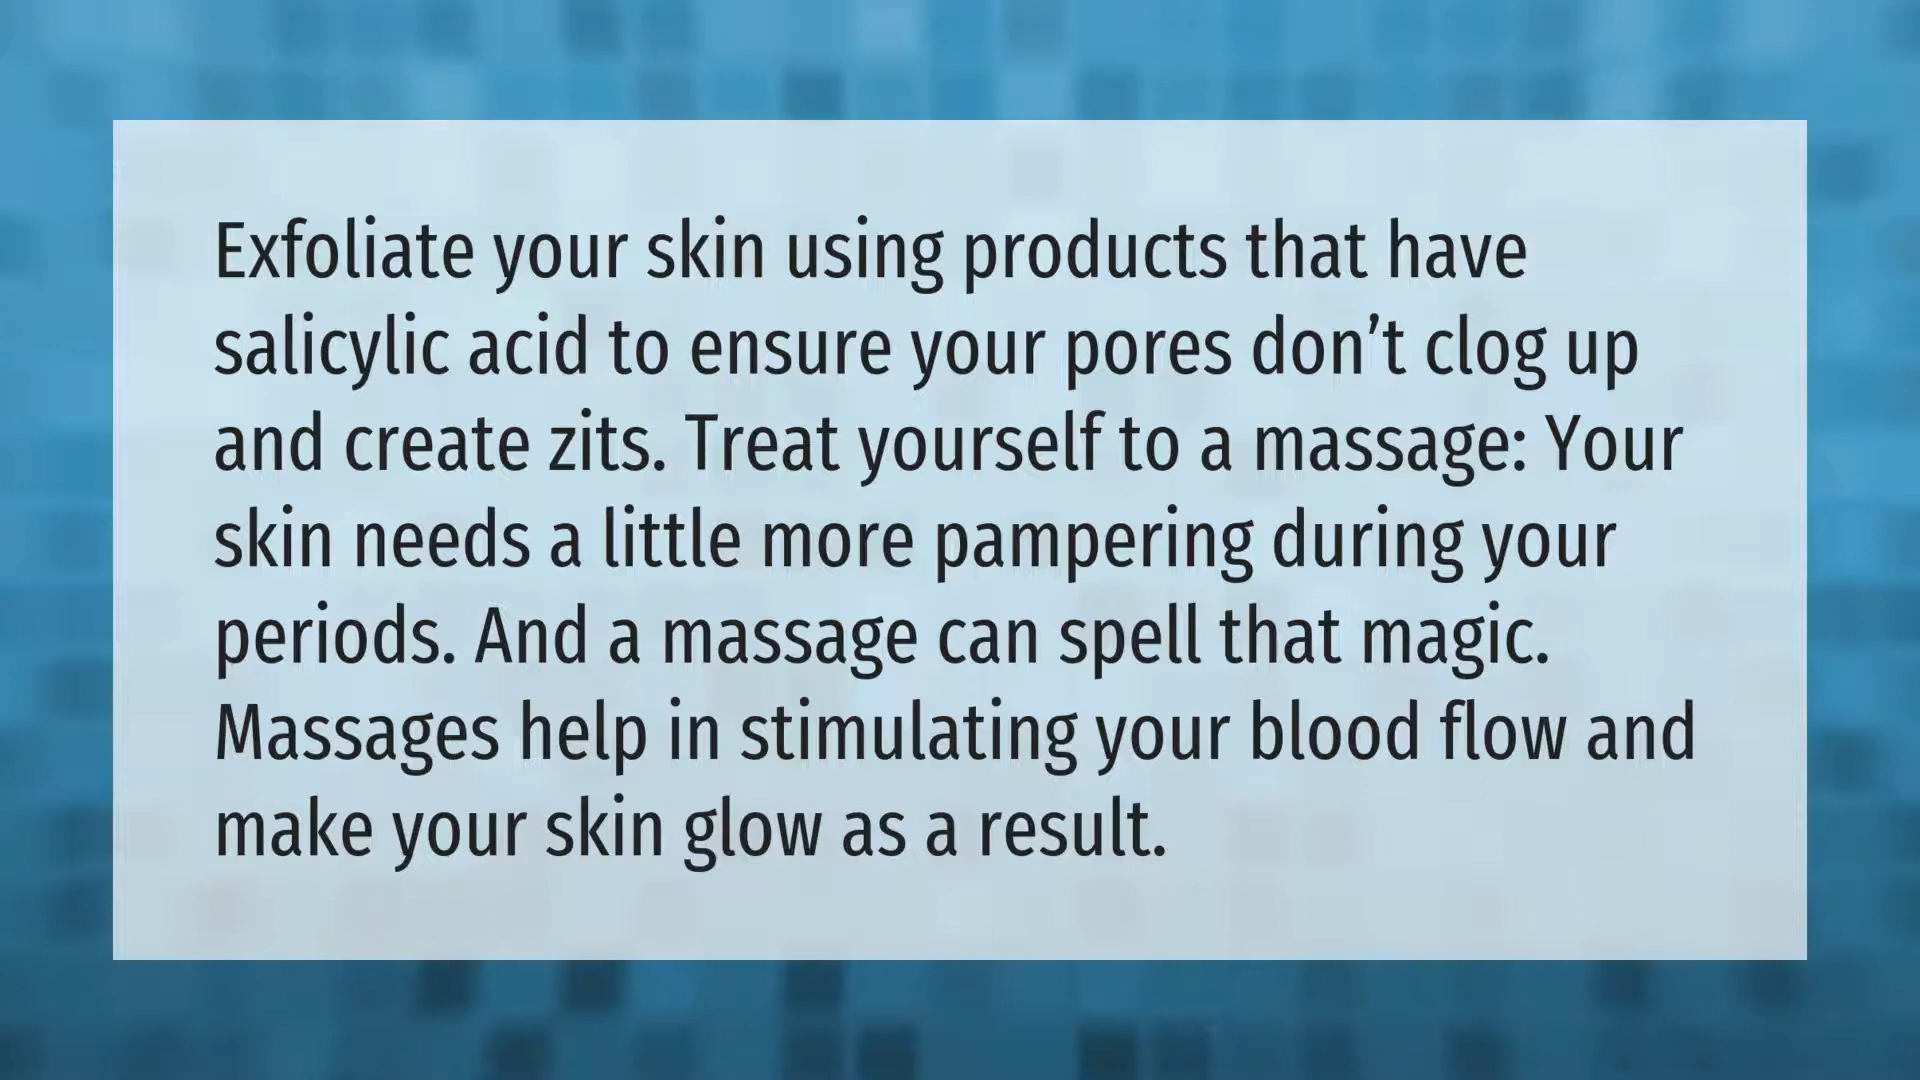 Exfoliate your skin using products that have
salicylic acid to ensure your pores don’t clog up
and create zits. Treat yourself to a massage: Your
skin needs a little more pampering during your
periods. And a massage can spell that magic.
Massages help in stimulating your blood flow and
make your skin glow as a result.